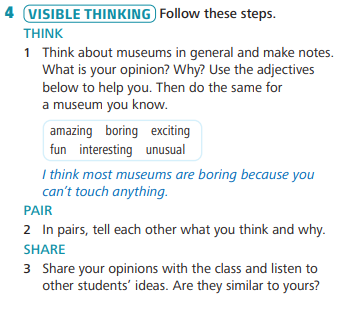 4 VISIBLE THINKING Follow these steps.
THINK
1 Think about museums in general and make notes.
What is your opinion? Why? Use the adjectives
below to help you. Then do the same for
a museum you know.
amazing boring exciting
fun interesting unusual
I think most museums are boring because you
can't touch anything.
PAIR
2 In pairs, tell each other what you think and why.
SHARE
3 Share your opinions with the class and listen to
other students' ideas. Are they similar to yours?